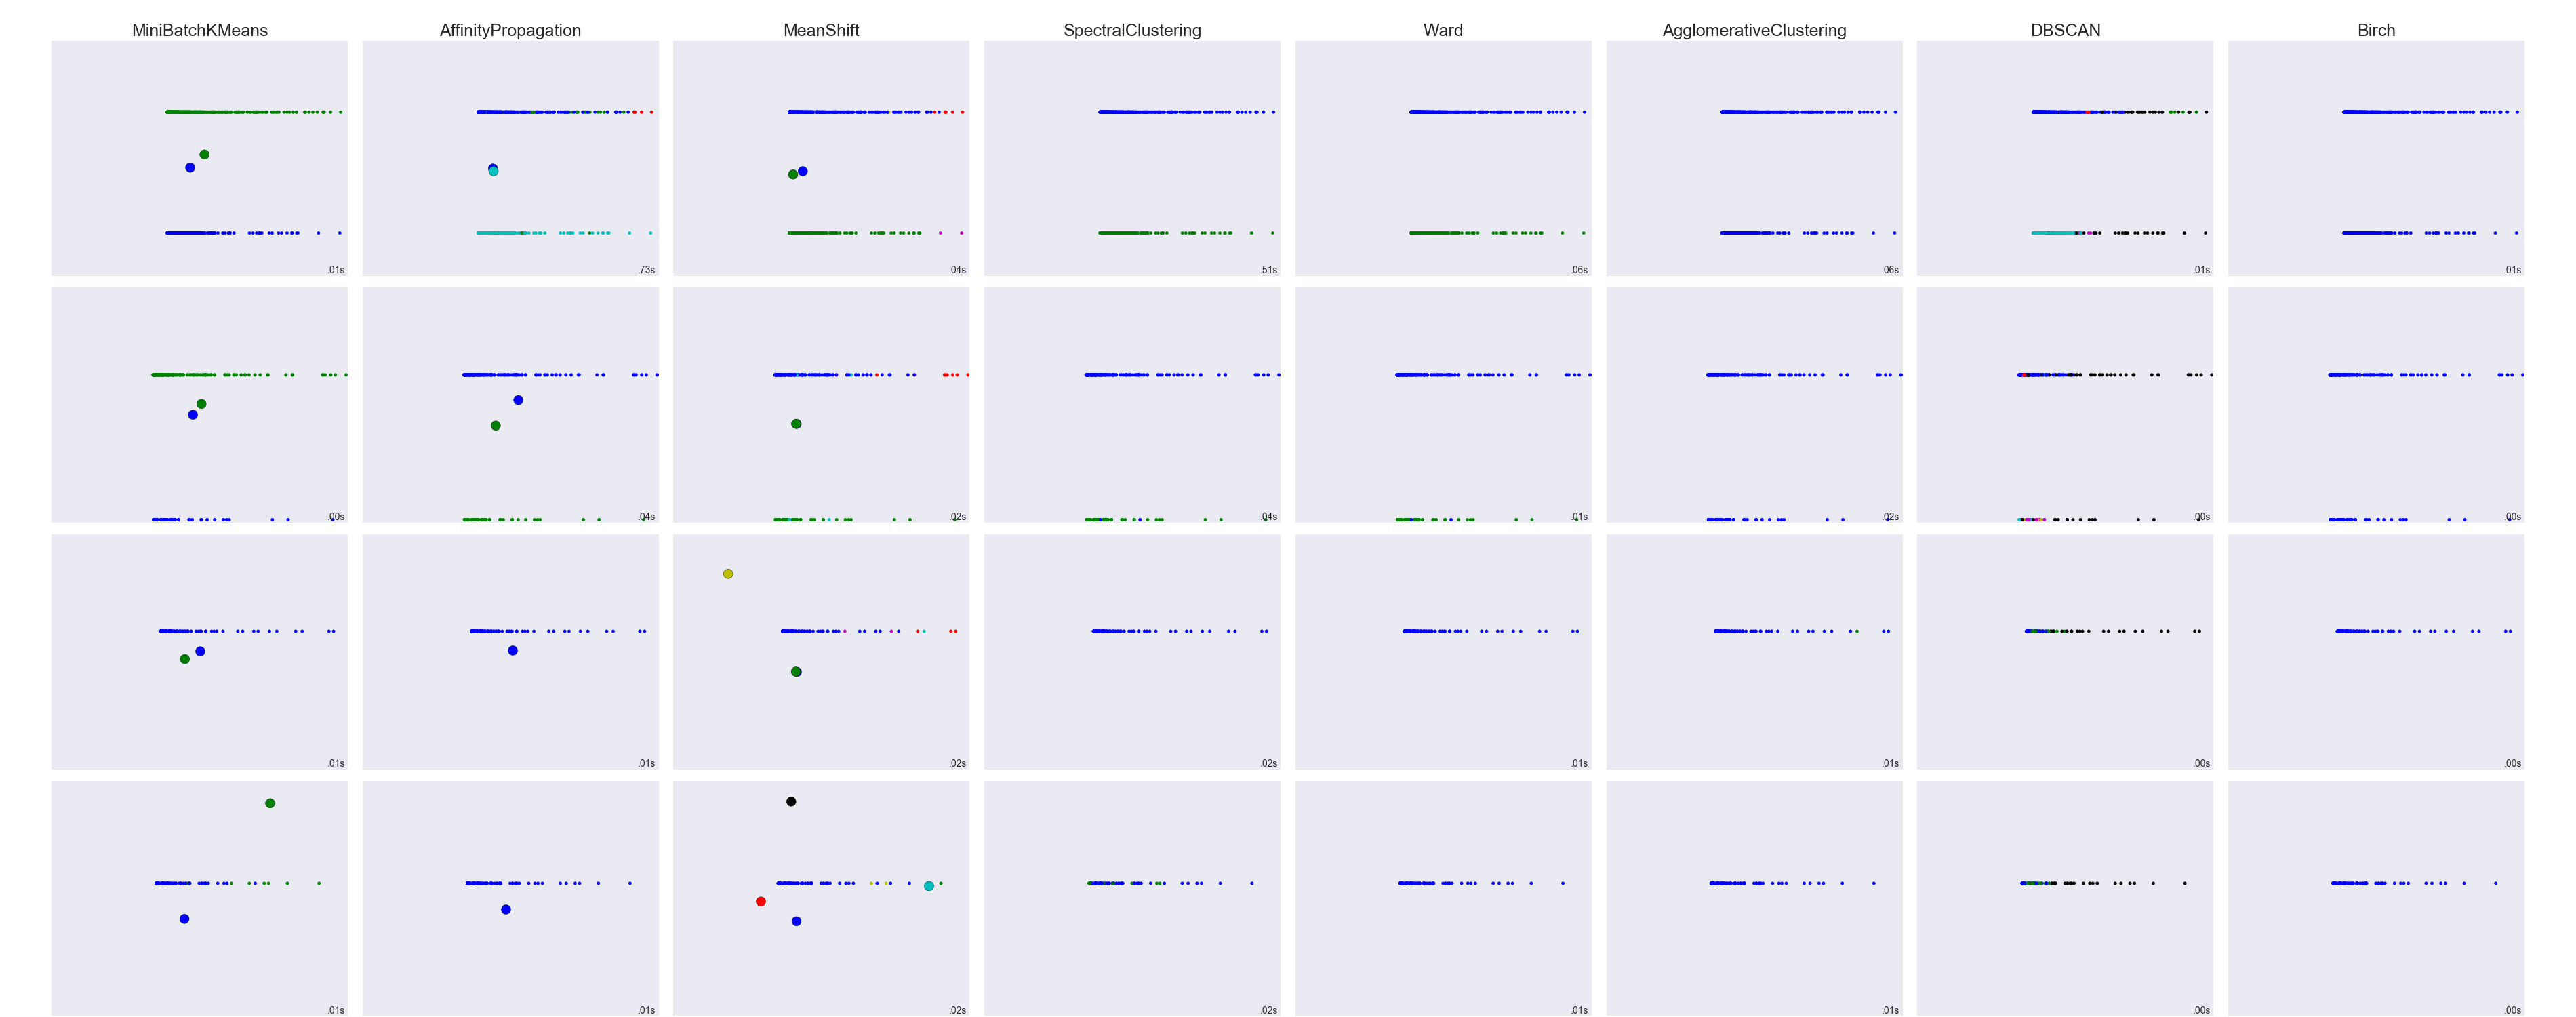 MiniBatchKMeans AffinityPropagation MeanShift SpectralClustering Ward AgglomerativeClustering DBSCAN Birch
.01s .73s .04s .51s .06s .06s .01s .01s
.00s .04s .02s .04s .01s .02s .00s .00s
.01s .01s .02s .02s .01s .01s .00s .00s
.01s .01s .02s .02s .01s .01s .00s .00s